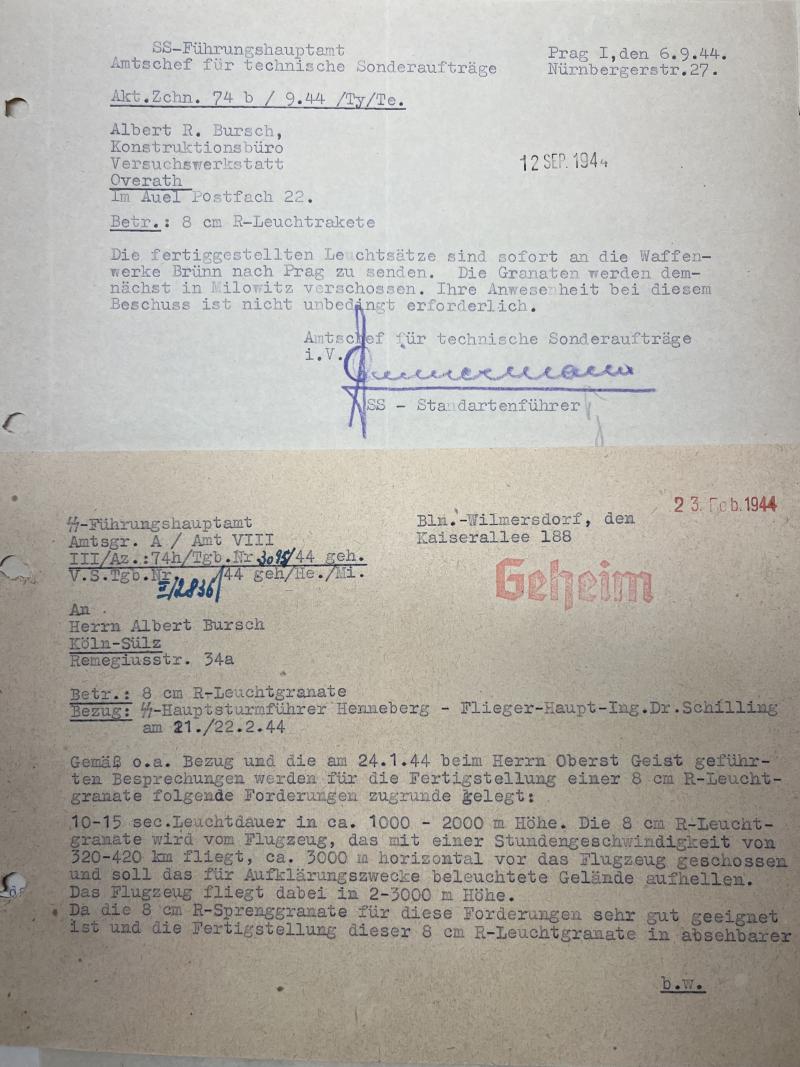 SS-Führungshauptamt
Amtschef für technische Sonderaufträge
Prag I, den 6.9.44.
Nürnbergerstr.27.
Akt.Zchn. 74 b / 9.44 /Ty/Te.
Albert R. Bursch,
Konstruktionsbüro
Versuchswerkstatt
Overath
Im Auel Postfach 22.
12 SEP. 1944
Betr.: 8 cm R-Leuchtrakete
Die fertiggestellten Leuchtsätze sind sofort an die Waffen-
werke Brünn nach Prag zu senden. Die Granaten werden dem-
nächst in Milowitz verschossen. Ihre Anwesenheit bei diesem
Beschuss ist nicht unbedingt erforderlich.
Amtschef für technische Sonderaufträge
i.V.
SS - Standartenführer
23. Feb. 1944
ϟϟ-Führungshauptamt
Amtsgr. A / Amt VIII
III/Az.:74h/Tgb.Nr 3095/44 geh.
V.S.Tgb.Nr II/2836/44 geh/He./Mi.
Bln.-Wilmersdorf, den
Kaiserallee 188
Geheim
An
Herrn Albert Bursch
Köln-Sülz
Remegiusstr. 34a
Betr.: 8 cm R-Leuchtgranate
Bezug: ϟϟ-Hauptsturmführer Henneberg - Flieger-Haupt-Ing.Dr.Schilling
am 21./22.2.44
Gemäß o.a. Bezug und die am 24.1.44 beim Herrn Oberst Geist geführ-
ten Besprechungen werden für die Fertigstellung einer 8 cm R-Leucht-
granate folgende Forderungen zugrunde gelegt:
10-15 sec.Leuchtdauer in ca. 1000 - 2000 m Höhe. Die 8 cm R-Leucht-
granate wird vom Flugzeug, das mit einer Stundengeschwindigkeit von
320-420 km fliegt, ca. 3000 m horizontal vor das Flugzeug geschossen
und soll das für Aufklärungszwecke beleuchtete Gelände aufhellen.
Das Flugzeug fliegt dabei in 2-3000 m Höhe.
Da die 8 cm R-Sprenggranate für diese Forderungen sehr gut geeignet
ist und die Fertigstellung dieser 8 cm R-Leuchtgranate in absehbarer
b.w.